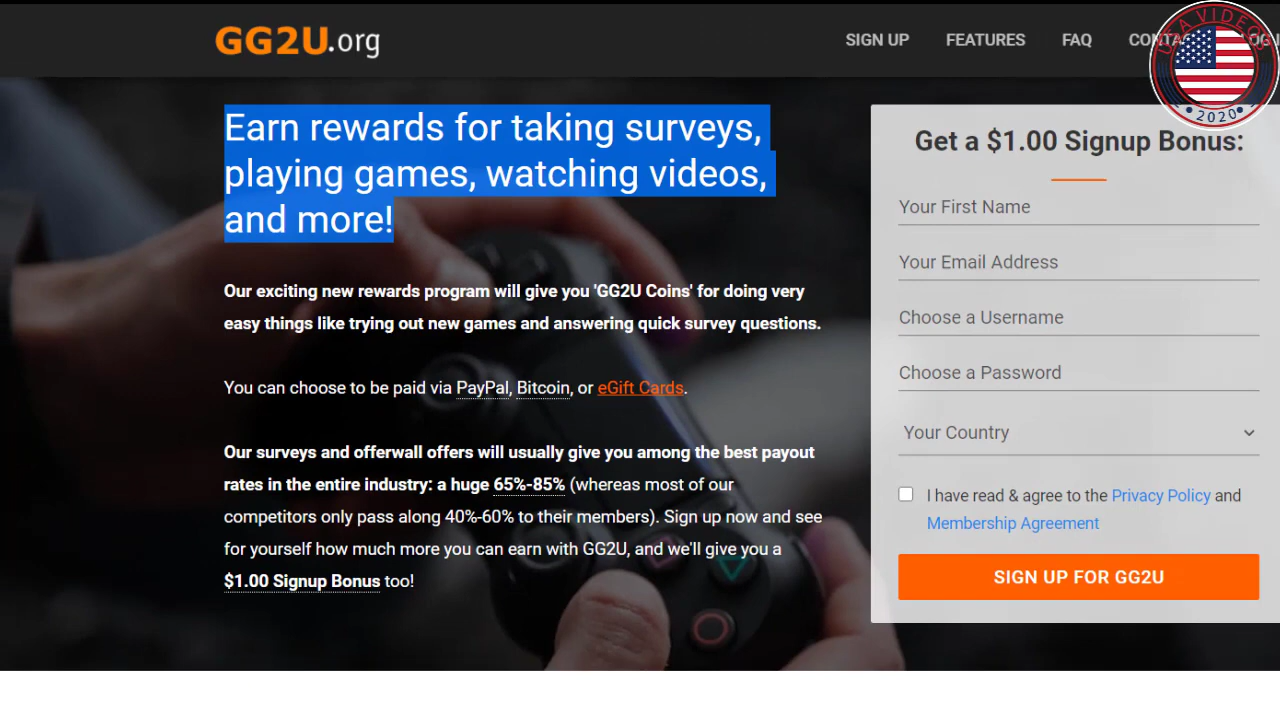 GG2U.org
SIGN UP FEATURES FAQ
USA VIDEOS
2020
Earn rewards for taking surveys,
playing games, watching videos,
and more!
Our exciting new rewards program will give you 'GG2U Coins' for doing very
easy things like trying out new games and answering quick survey questions.
You can choose to be paid via PayPal, Bitcoin, or eGift Cards.
Our surveys and offerwall offers will usually give you among the best payout
rates in the entire industry: a huge 65%-85% (whereas most of our
competitors only pass along 40%-60% to their members). Sign up now and see
for yourself how much more you can earn with GG2U, and we'll give you a
$1.00 Signup Bonus too!
Get a $1.00 Signup Bonus:
Your First Name
Your Email Address
Choose a Username
Choose a Password
Your Country
I have read & agree to the Privacy Policy and
Membership Agreement
SIGN UP FOR GG2U